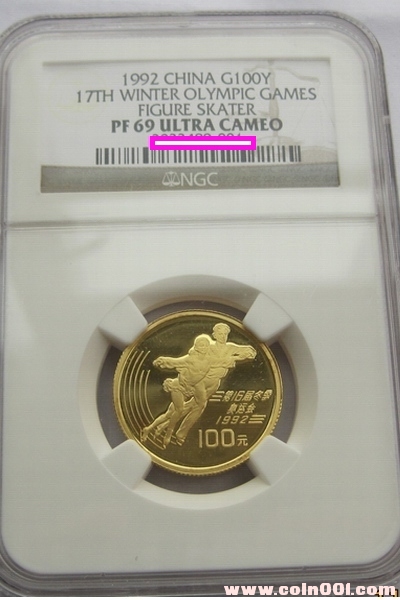 1992 CHINA G100Y
17TH WINTER OLYMPIC GAMES
FIGURE SKATER
PF 69 ULTRA CAMEO
NGC
第16届冬季
奥运会
1992
100元
www.coin001.com